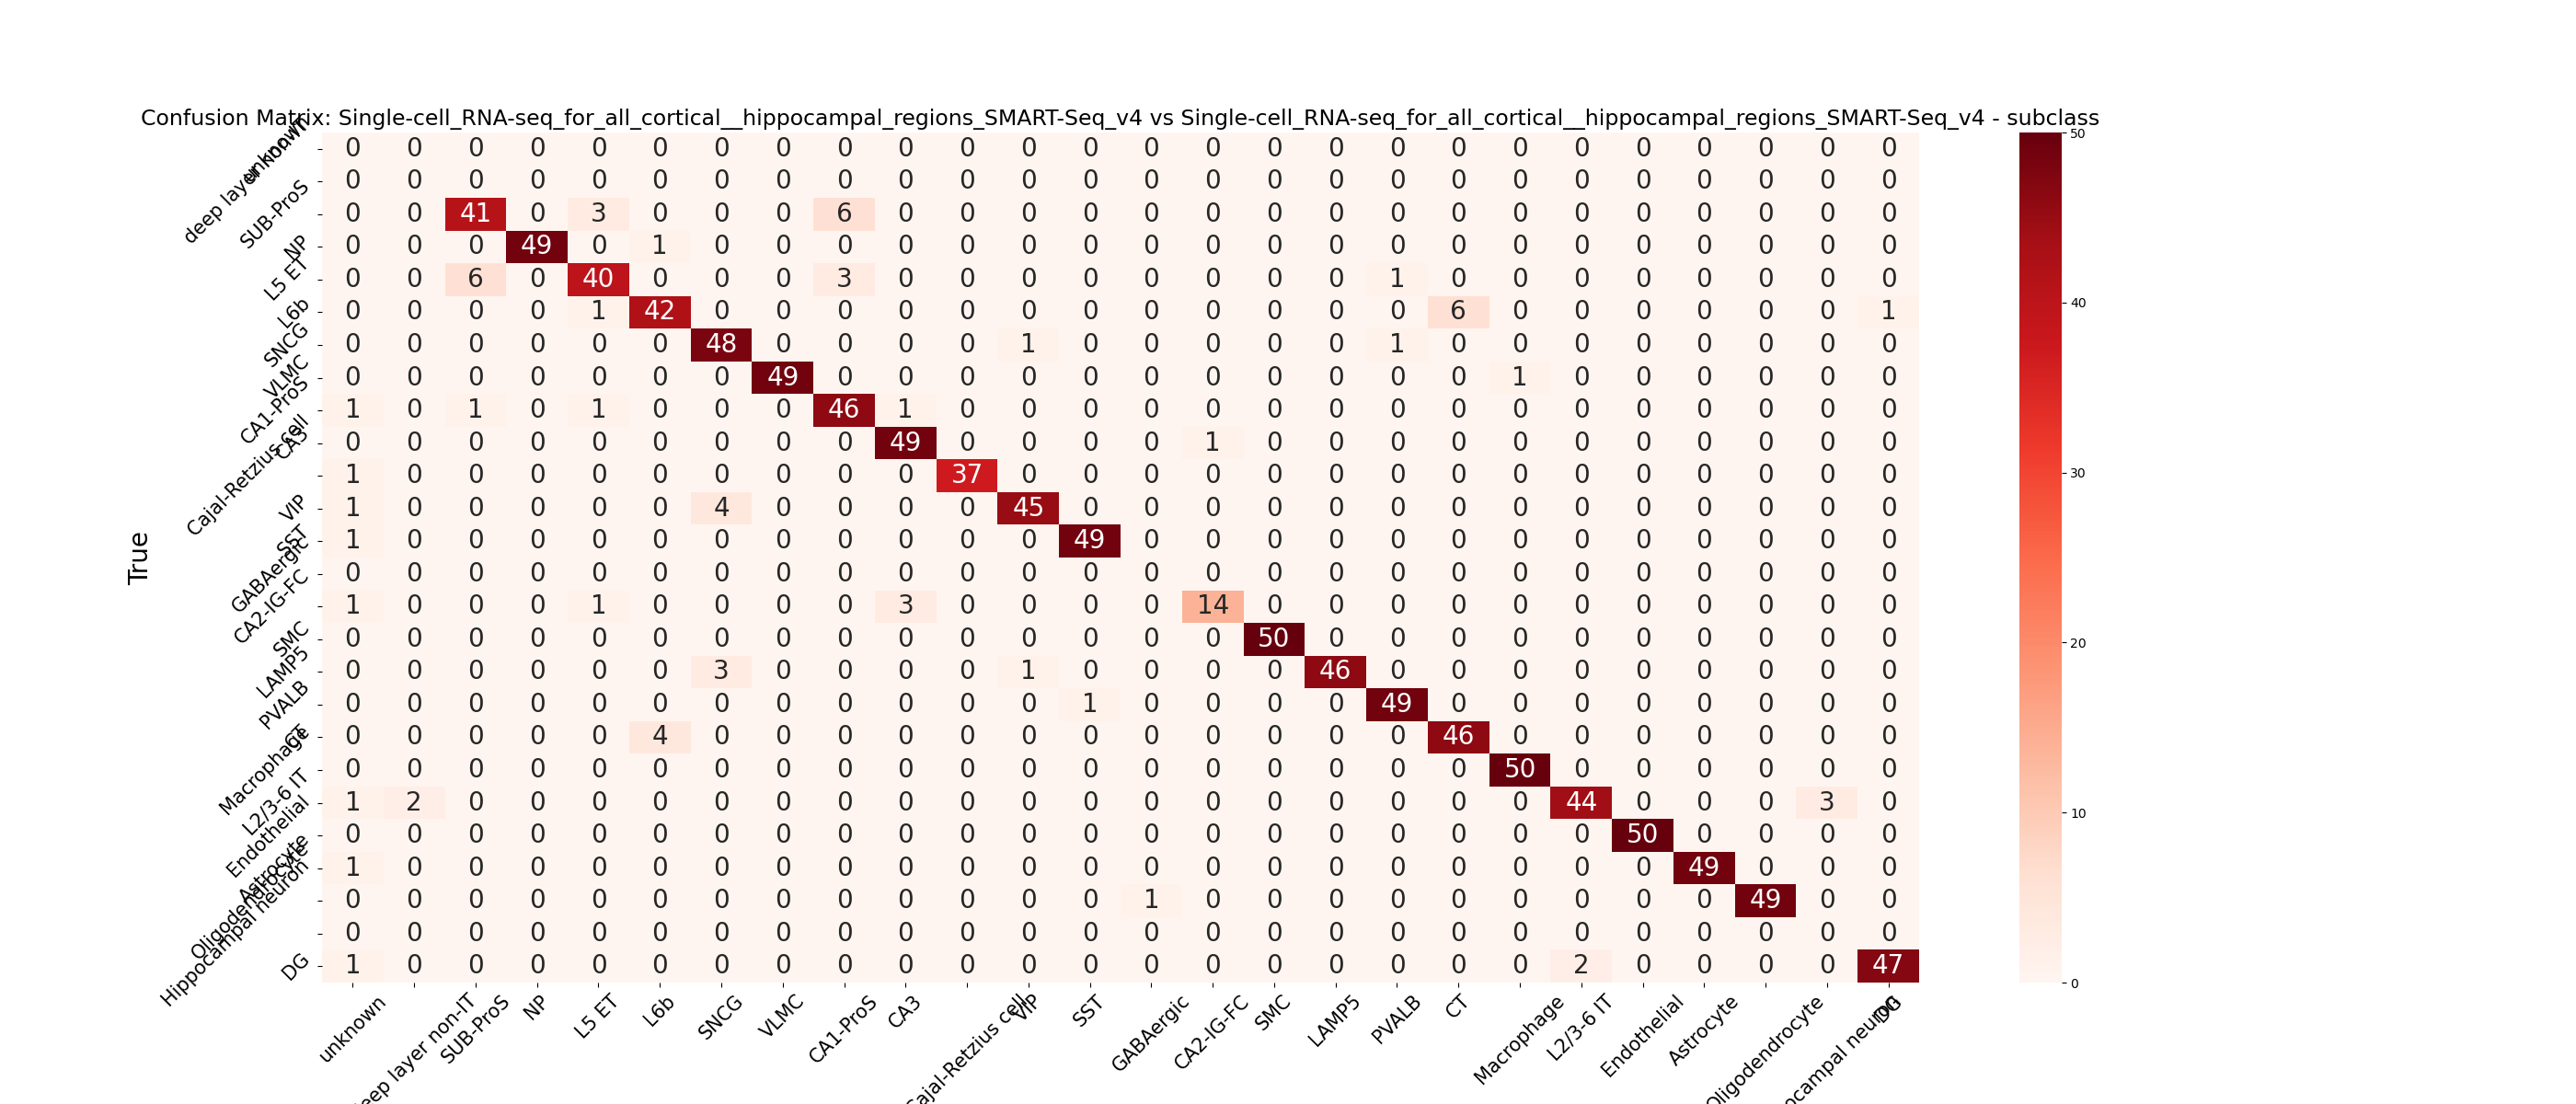 Confusion Matrix: Single-cell_RNA-seq_for_all_cortical__hippocampal_regions_SMART-Seq_v4 vs Single-cell_RNA-seq_for_all_cortical__hippocampal_regions_SMART-Seq_v4 - subclass
True
unknown 0 0 0 0 0 0 0 0 0 0 0 0 0 0 0 0 0 0 0 0 0 0 0 0 0 0
deep layer non-IT 0 0 0 0 0 0 0 0 0 0 0 0 0 0 0 0 0 0 0 0 0 0 0 0 0 0
SUB-ProS 0 0 41 0 3 0 0 0 6 0 0 0 0 0 0 0 0 0 0 0 0 0 0 0 0 0
NP 0 0 0 49 0 1 0 0 0 0 0 0 0 0 0 0 0 0 0 0 0 0 0 0 0 0
L5 ET 0 0 6 0 40 0 0 0 3 0 0 0 0 0 0 0 0 1 0 0 0 0 0 0 0 0
L6b 0 0 0 0 1 42 0 0 0 0 0 0 0 0 0 0 0 0 6 0 0 0 0 0 0 1
SNCG 0 0 0 0 0 0 48 0 0 0 0 1 0 0 0 0 0 1 0 0 0 0 0 0 0 0
VLMC 0 0 0 0 0 0 0 49 0 0 0 0 0 0 0 0 0 0 0 1 0 0 0 0 0 0
CA1-ProS 1 0 1 0 1 0 0 0 46 1 0 0 0 0 0 0 0 0 0 0 0 0 0 0 0 0
CA3 0 0 0 0 0 0 0 0 0 49 0 0 0 0 1 0 0 0 0 0 0 0 0 0 0 0
Cajal-Retzius cell 1 0 0 0 0 0 0 0 0 0 37 0 0 0 0 0 0 0 0 0 0 0 0 0 0 0
VIP 1 0 0 0 0 0 4 0 0 0 0 45 0 0 0 0 0 0 0 0 0 0 0 0 0 0
SST 1 0 0 0 0 0 0 0 0 0 0 0 49 0 0 0 0 0 0 0 0 0 0 0 0 0
GABAergic 0 0 0 0 0 0 0 0 0 0 0 0 0 0 0 0 0 0 0 0 0 0 0 0 0 0
CA2-IG-FC 1 0 0 0 1 0 0 0 0 3 0 0 0 0 14 0 0 0 0 0 0 0 0 0 0 0
SMC 0 0 0 0 0 0 0 0 0 0 0 0 0 0 0 50 0 0 0 0 0 0 0 0 0 0
LAMP5 0 0 0 0 0 0 3 0 0 0 0 1 0 0 0 0 46 0 0 0 0 0 0 0 0 0
PVALB 0 0 0 0 0 0 0 0 0 0 0 0 1 0 0 0 0 49 0 0 0 0 0 0 0 0
CT 0 0 0 0 0 4 0 0 0 0 0 0 0 0 0 0 0 0 46 0 0 0 0 0 0 0
Macrophage 0 0 0 0 0 0 0 0 0 0 0 0 0 0 0 0 0 0 0 50 0 0 0 0 0 0
L2/3-6 IT 1 2 0 0 0 0 0 0 0 0 0 0 0 0 0 0 0 0 0 0 44 0 0 0 3 0
Endothelial 0 0 0 0 0 0 0 0 0 0 0 0 0 0 0 0 0 0 0 0 0 50 0 0 0 0
Astrocyte 1 0 0 0 0 0 0 0 0 0 0 0 0 0 0 0 0 0 0 0 0 0 49 0 0 0
Oligodendrocyte 0 0 0 0 0 0 0 0 0 0 0 0 0 1 0 0 0 0 0 0 0 0 0 49 0 0
Hippocampal neuron 0 0 0 0 0 0 0 0 0 0 0 0 0 0 0 0 0 0 0 0 0 0 0 0 0 0
DG 1 0 0 0 0 0 0 0 0 0 0 0 0 0 0 0 0 0 0 0 2 0 0 0 0 47
unknown eep layer non-IT SUB-ProS NP L5 ET L6b SNCG VLMC CA1-ProS CA3 Cajal-Retzius cell VIP SST GABAergic CA2-IG-FC SMC LAMP5 PVALB CT Macrophage L2/3-6 IT Endothelial Astrocyte Oligodendrocyte ocampal neuron DG
50
40
30
20
10
0